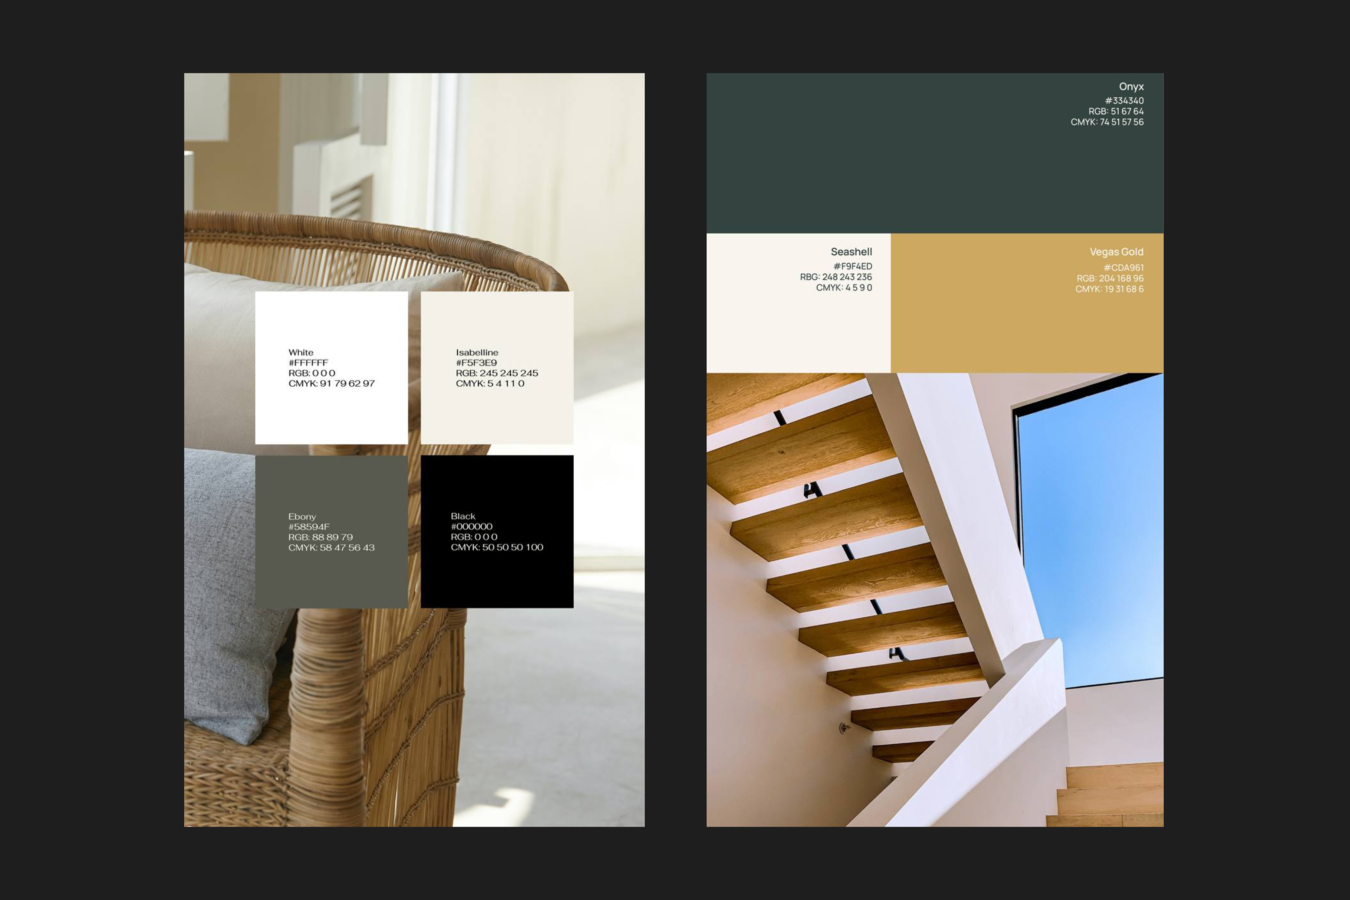 White
#FFFFFF
RGB: 0 0 0
CMYK: 91 79 62 97
Isabelline
#F5F3E9
RGB: 245 245 245
CMYK: 5 4 11 0
Ebony
#58594F
RGB: 88 89 79
CMYK: 58 47 56 43
Black
#000000
RGB: 0 0 0
CMYK: 50 50 50 100
Onyx
#334340
RGB: 51 67 64
CMYK: 74 51 57 56
Seashell
#F9F4ED
RBG: 248 243 236
CMYK: 4 5 9 0
Vegas Gold
#CDA961
RGB: 204 168 96
CMYK: 19 31 68 6